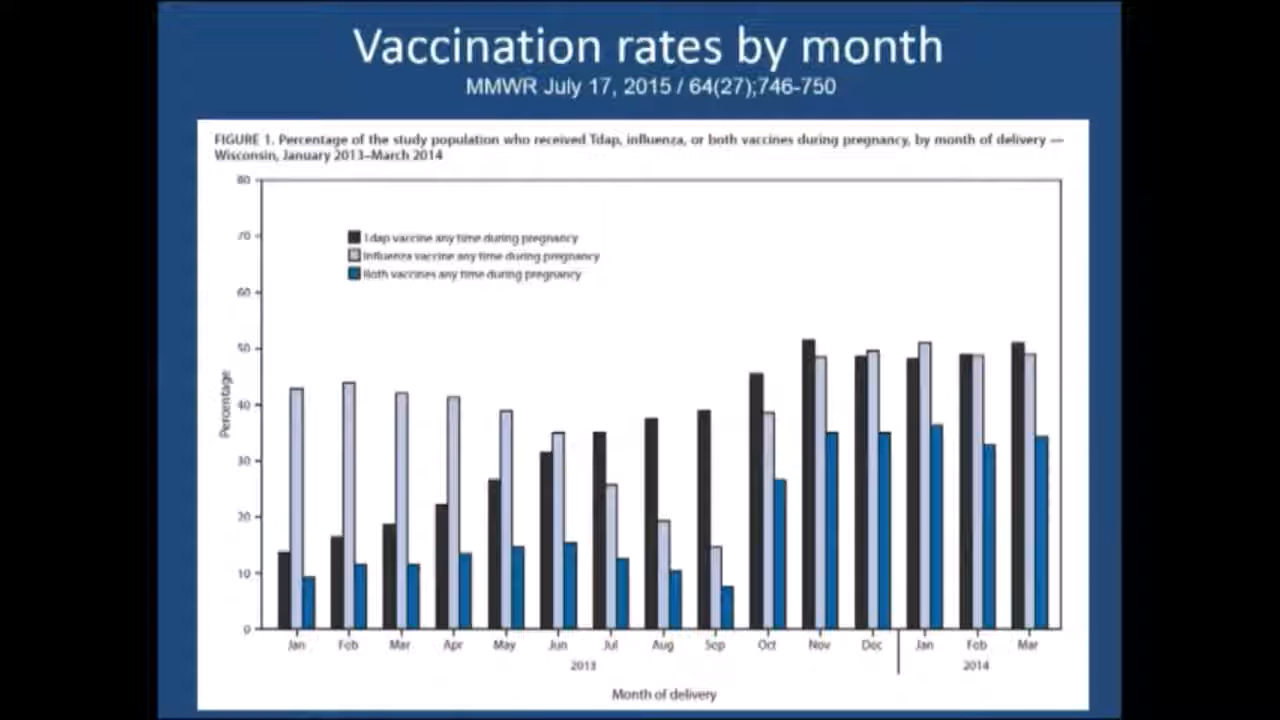 Vaccination rates by month
MMWR July 17, 2015 / 64(27);746-750
FIGURE 1. Percentage of the study population who received Tdap, influenza, or both vaccines during pregnancy, by month of delivery —
Wisconsin, January 2013–March 2014
80
70
60
50
40
30
20
10
0
Percentage
Tdap vaccine any time during pregnancy
Influenza vaccine any time during pregnancy
Both vaccines any time during pregnancy
Jan Feb Mar Apr May Jun Jul Aug Sep Oct Nov Dec Jan Feb Mar
2013 2014
Month of delivery